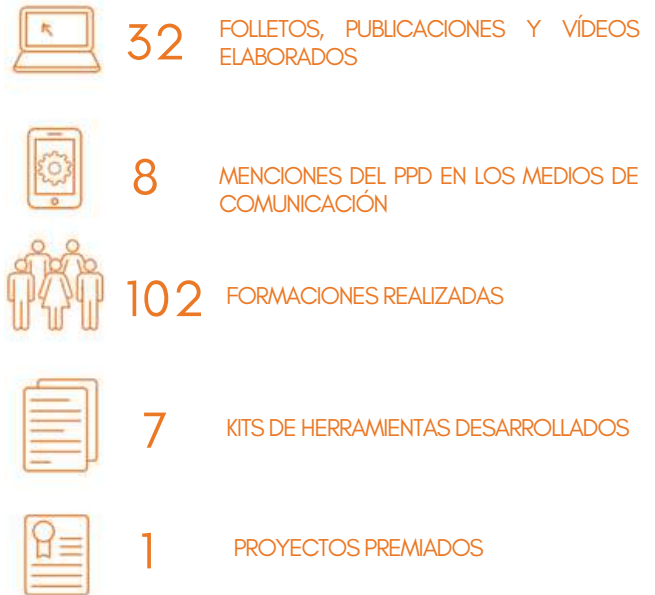 32
FOLLETOS, PUBLICACIONES Y VÍDEOS
ELABORADOS
8
MENCIONES DEL PPD EN LOS MEDIOS DE
COMUNICACIÓN
102 FORMACIONES REALIZADAS
7 KITS DE HERRAMIENTAS DESARROLLADOS
1 PROYECTOS PREMIADOS